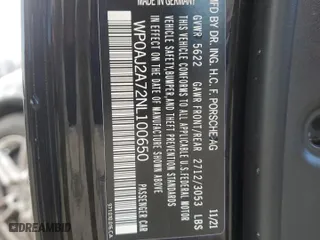 MADE IN GERMANY
MFD BY DR. ING. H.C. F. PORSCHE AG 11/21
GVWR 5622 GAWR FRONT/REAR 2712/3053 LBS
THIS VEHICLE CONFORMS TO ALL APPLICABLE U.S. FEDERAL MOTOR
VEHICLE SAFETY, BUMPER AND THEFT PREVENTION STANDARDS
IN EFFECT ON THE DATE OF MANUFACTURE SHOWN ABOVE.
WP0AJ2A72NL100650 PASSENGER CAR